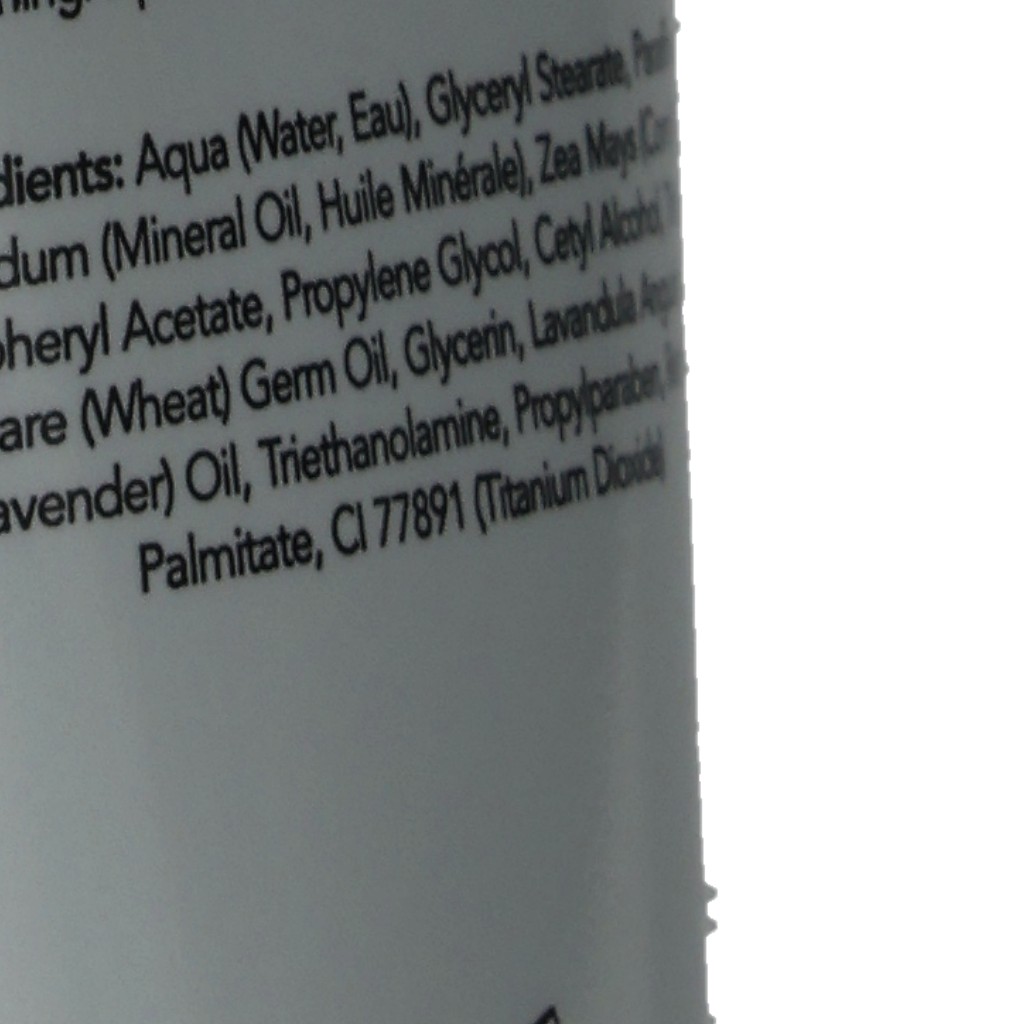 dients: Aqua (Water, Eau), Glyceryl Stearate,
dum (Mineral Oil, Huile Minérale), Zea Mays
pheryl Acetate, Propylene Glycol, Cetyl Alcohol,
are (Wheat) Germ Oil, Glycerin, Lavandula
avender) Oil, Triethanolamine, Propylparaben,
Palmitate, CI 77891 (Titanium Dioxide)